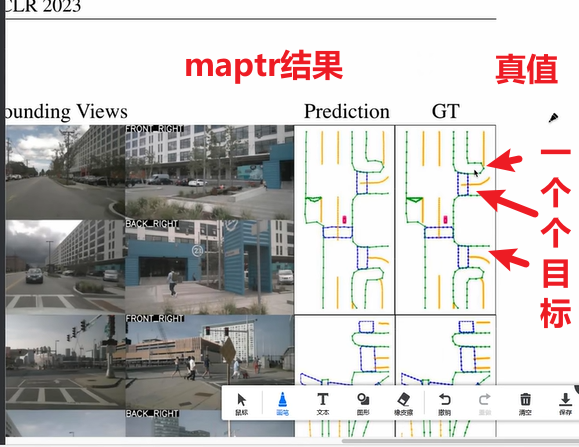 CLR 2023
maptr结果
真值
ounding Views
Prediction
GT
FRONT_RIGHT
BACK_RIGHT
23
FRONT_RIGHT
BACK_RIGHT
一个个目标
鼠标
画笔
文本
图形
橡皮擦
撤销
重做
清空
保存